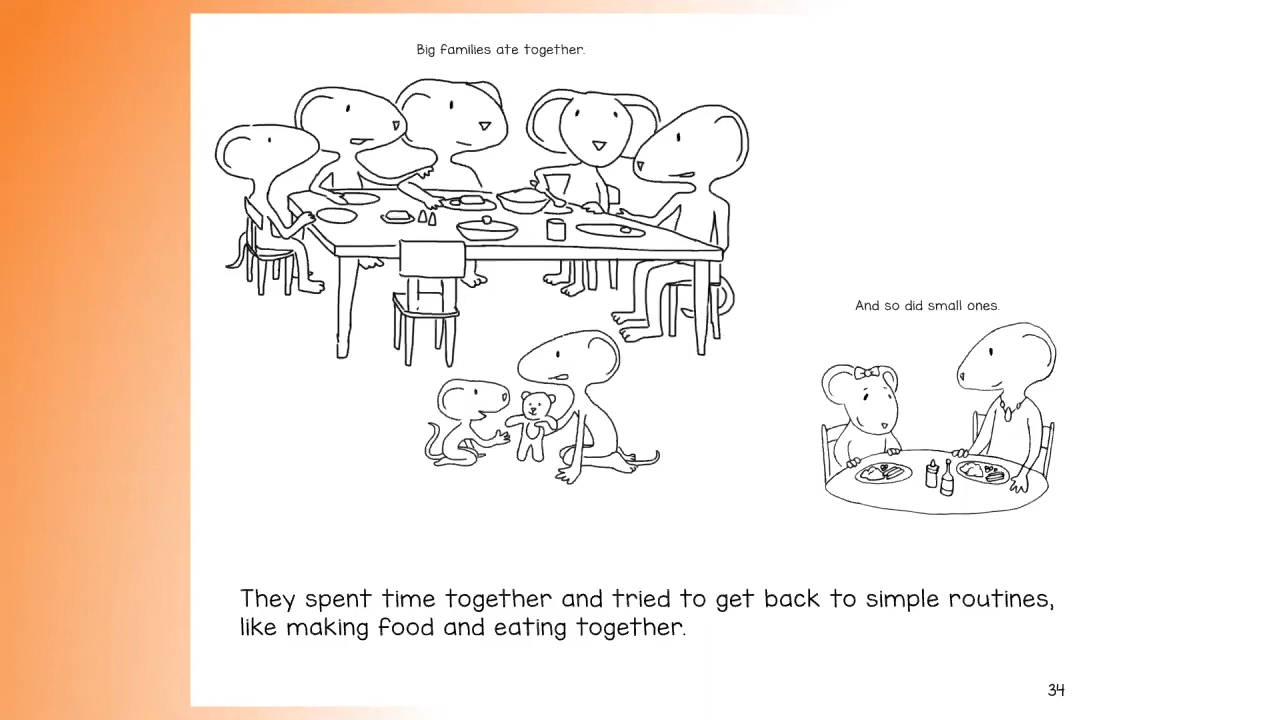 Big families ate together.
And so did small ones.
They spent time together and tried to get back to simple routines,
like making food and eating together.
34